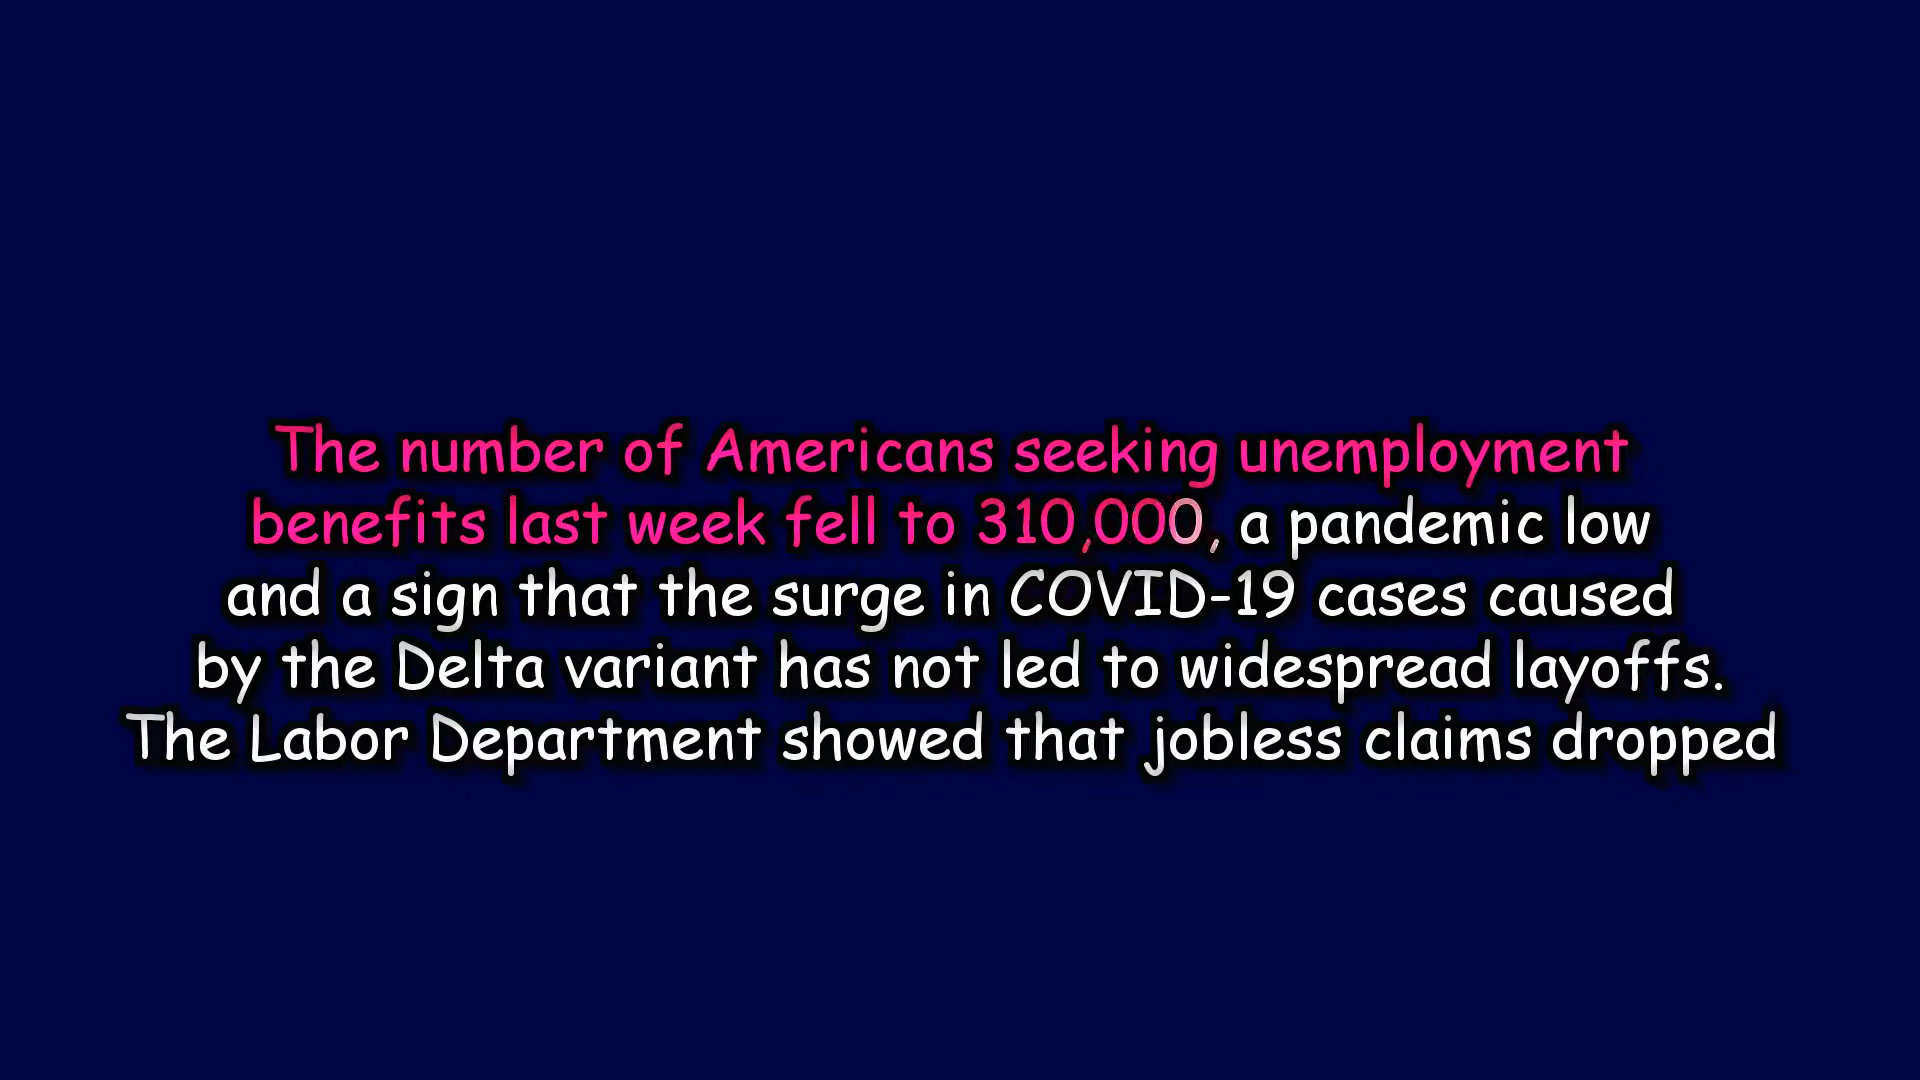 The number of Americans seeking unemployment
benefits last week fell to 310,000, a pandemic low
and a sign that the surge in COVID-19 cases caused
by the Delta variant has not led to widespread layoffs.
The Labor Department showed that jobless claims dropped